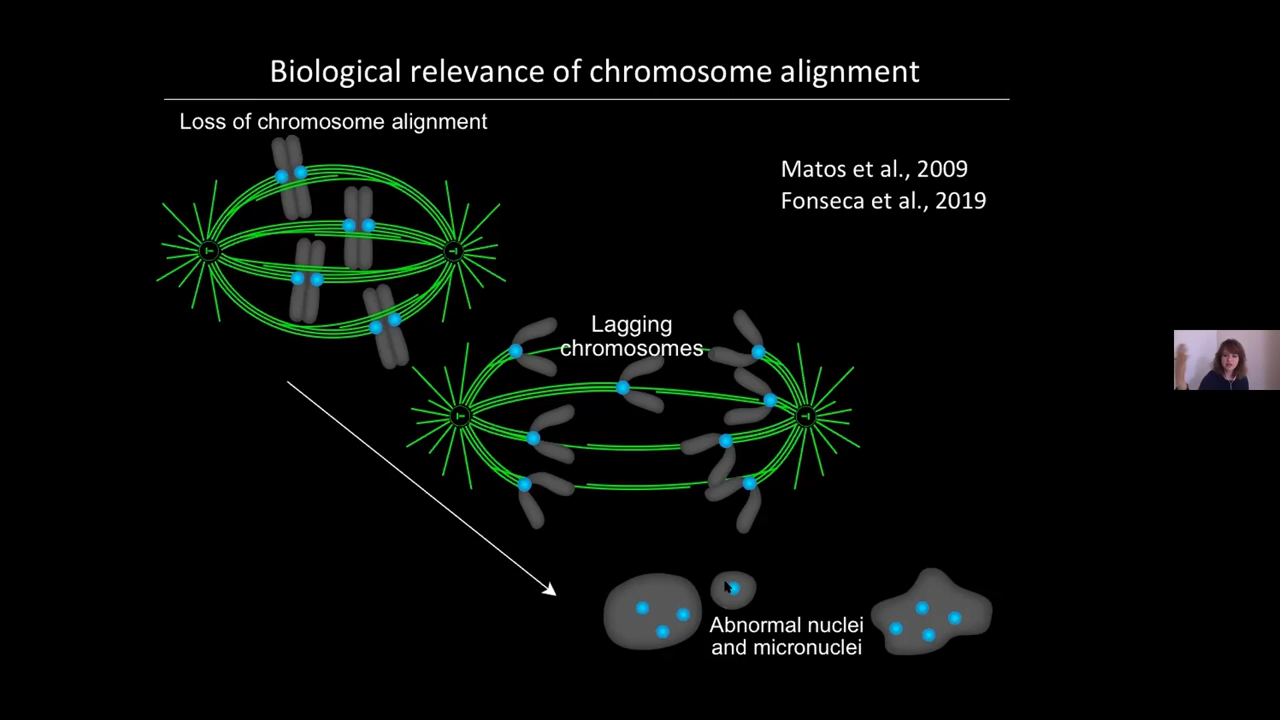 Biological relevance of chromosome alignment
Loss of chromosome alignment
Matos et al., 2009
Fonseca et al., 2019
Lagging
chromosomes
Abnormal nuclei
and micronuclei